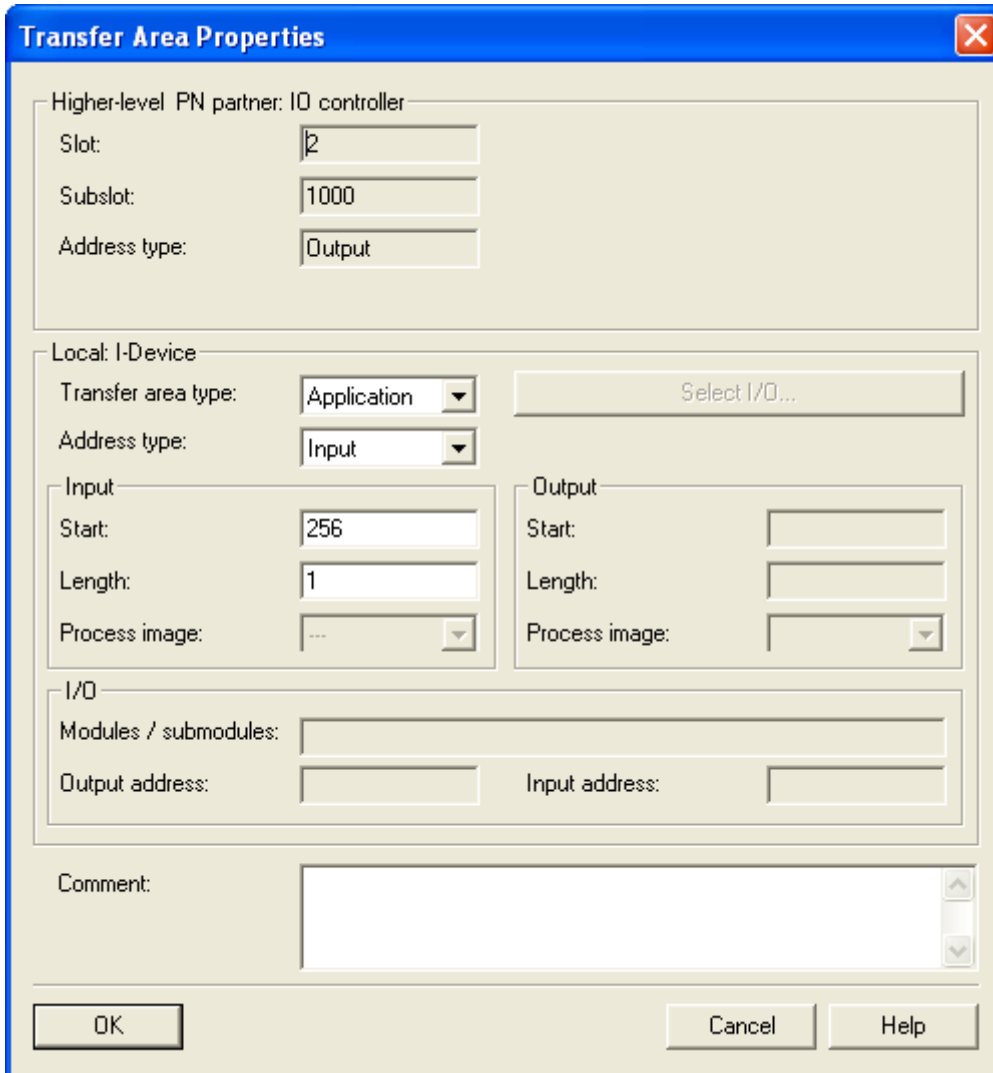 Transfer Area Properties
Higher-level PN partner: IO controller
Slot: 2
Subslot: 1000
Address type: Output
Local: I-Device
Transfer area type: Application Select I/O...
Address type: Input
Input Output
Start: 256 Start:
Length: 1 Length:
Process image: --- Process image:
I/O
Modules / submodules:
Output address: Input address:
Comment:
OK Cancel Help